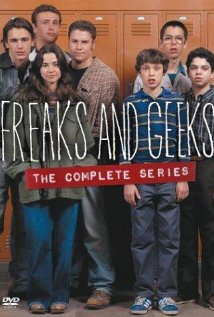 FREAKS AND GEEKS
THE COMPLETE SERIES
DVD